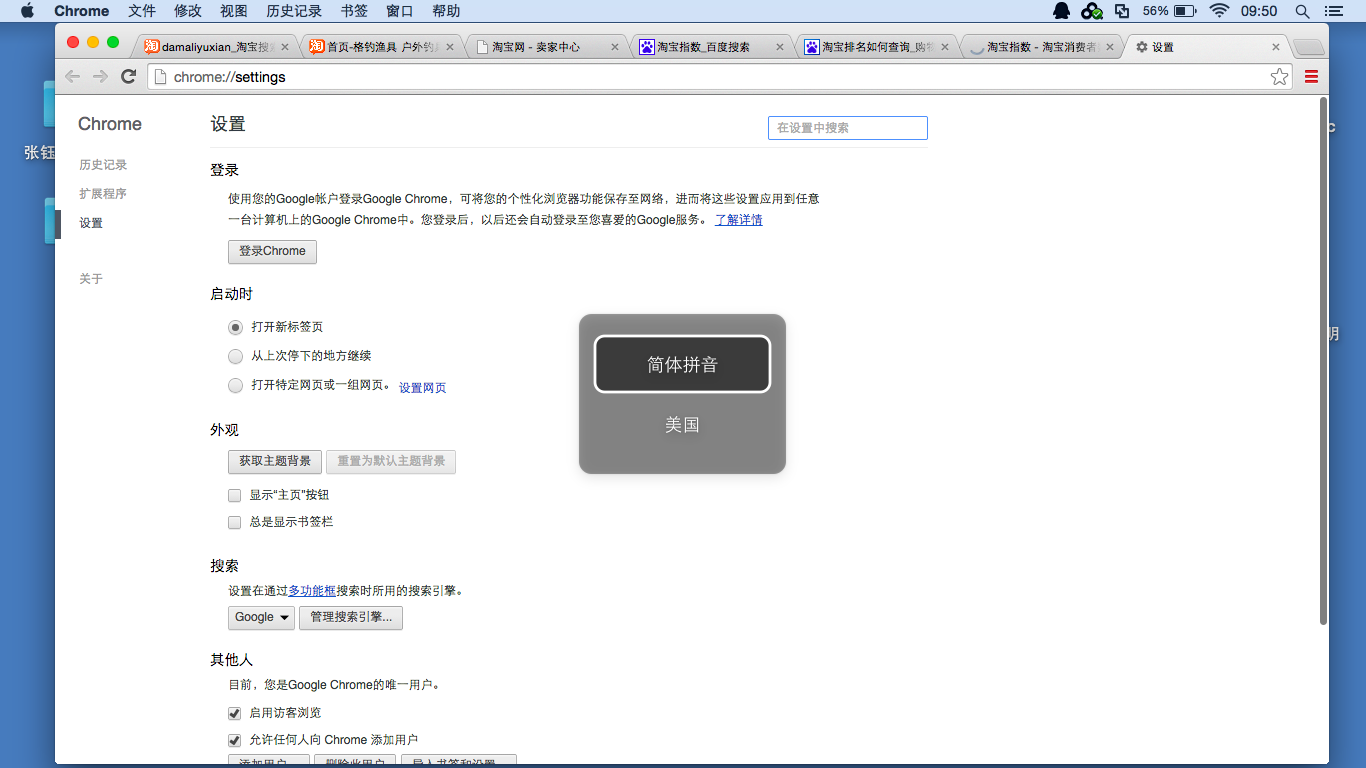 Chrome 文件 修改 视图 历史记录 书签 窗口 帮助 56% 09:50
damaliyuxian_淘宝搜 首页-格钓渔具 户外钓 淘宝网 - 卖家中心 淘宝指数_百度搜索 淘宝排名如何查询_购 淘宝指数 - 淘宝消费者 设置
chrome://settings
Chrome
设置
在设置中搜索
历史记录
扩展程序
设置
关于
登录
使用您的Google帐户登录Google Chrome，可将您的个性化浏览器功能保存至网络，进而将这些设置应用到任意
一台计算机上的Google Chrome中。您登录后，以后还会自动登录至您喜爱的Google服务。 了解详情
登录Chrome
启动时
打开新标签页
从上次停下的地方继续
打开特定网页或一组网页。 设置网页
外观
获取主题背景 重置为默认主题背景
显示“主页”按钮
总是显示书签栏
搜索
设置在通过多功能框搜索时所用的搜索引擎。
Google 管理搜索引擎...
其他人
目前，您是Google Chrome的唯一用户。
启用访客浏览
允许任何人向 Chrome 添加用户
添加用户... 删除此用户... 导入书签和设置...
简体拼音
美国
张钰
c
明